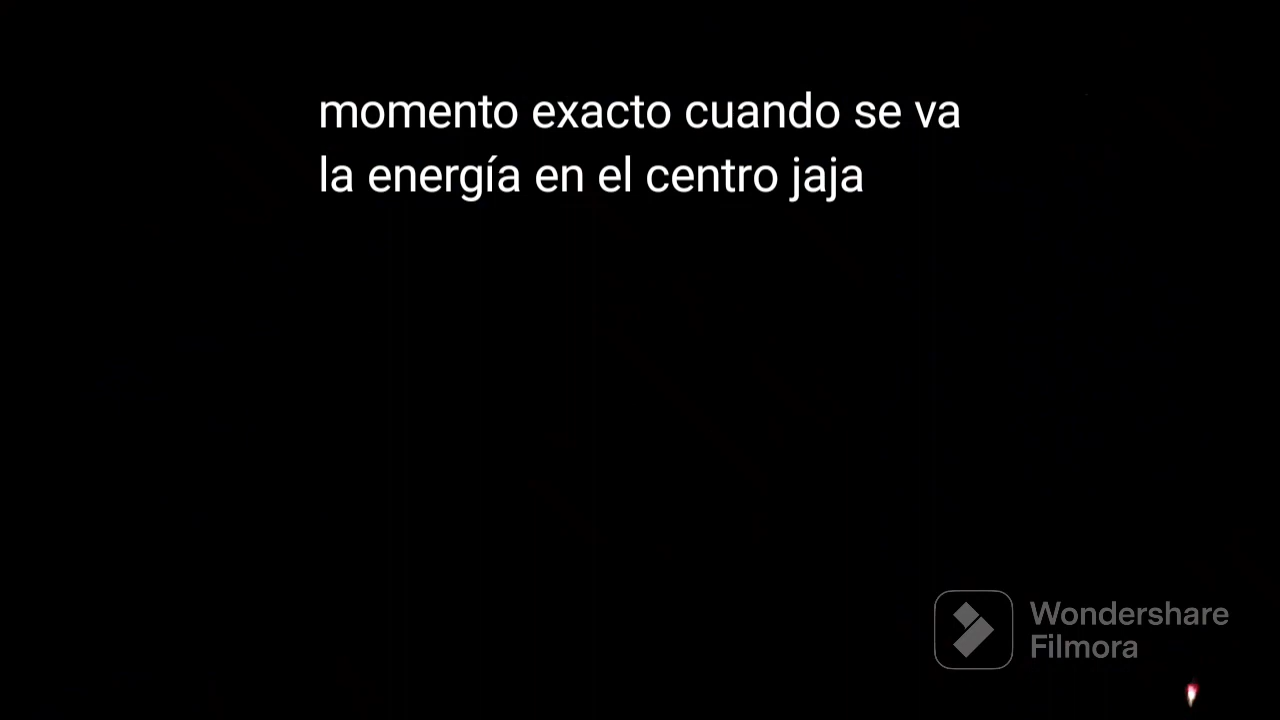 momento exacto cuando se va
la energía en el centro jaja
Wondershare
Filmora